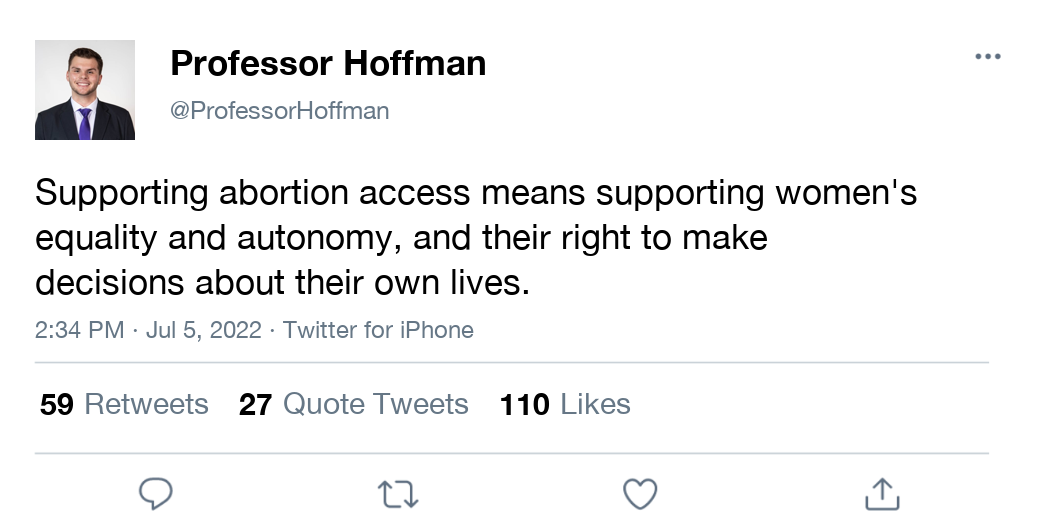 Professor Hoffman
@ProfessorHoffman
Supporting abortion access means supporting women's
equality and autonomy, and their right to make
decisions about their own lives.
2:34 PM · Jul 5, 2022 · Twitter for iPhone
59 Retweets 27 Quote Tweets 110 Likes